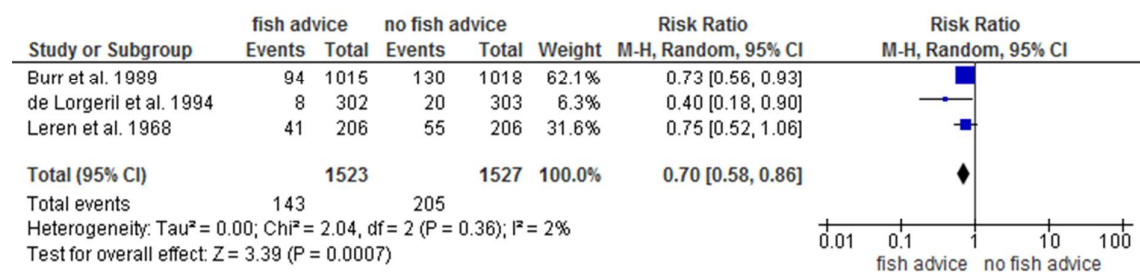 fish advice no fish advice Risk Ratio Risk Ratio
Study or Subgroup Events Total Events Total Weight M-H, Random, 95% CI M-H, Random, 95% CI
Burr et al. 1989 94 1015 130 1018 62.1% 0.73 [0.56, 0.93]
de Lorgeril et al. 1994 8 302 20 303 6.3% 0.40 [0.18, 0.90]
Leren et al. 1968 41 206 55 206 31.6% 0.75 [0.52, 1.06]
Total (95% CI) 1523 1527 100.0% 0.70 [0.58, 0.86]
Total events 143 205
Heterogeneity: Tau² = 0.00; Chi² = 2.04, df = 2 (P = 0.36); I² = 2%
Test for overall effect: Z = 3.39 (P = 0.0007)
0.01 0.1 1 10 100
fish advice no fish advice